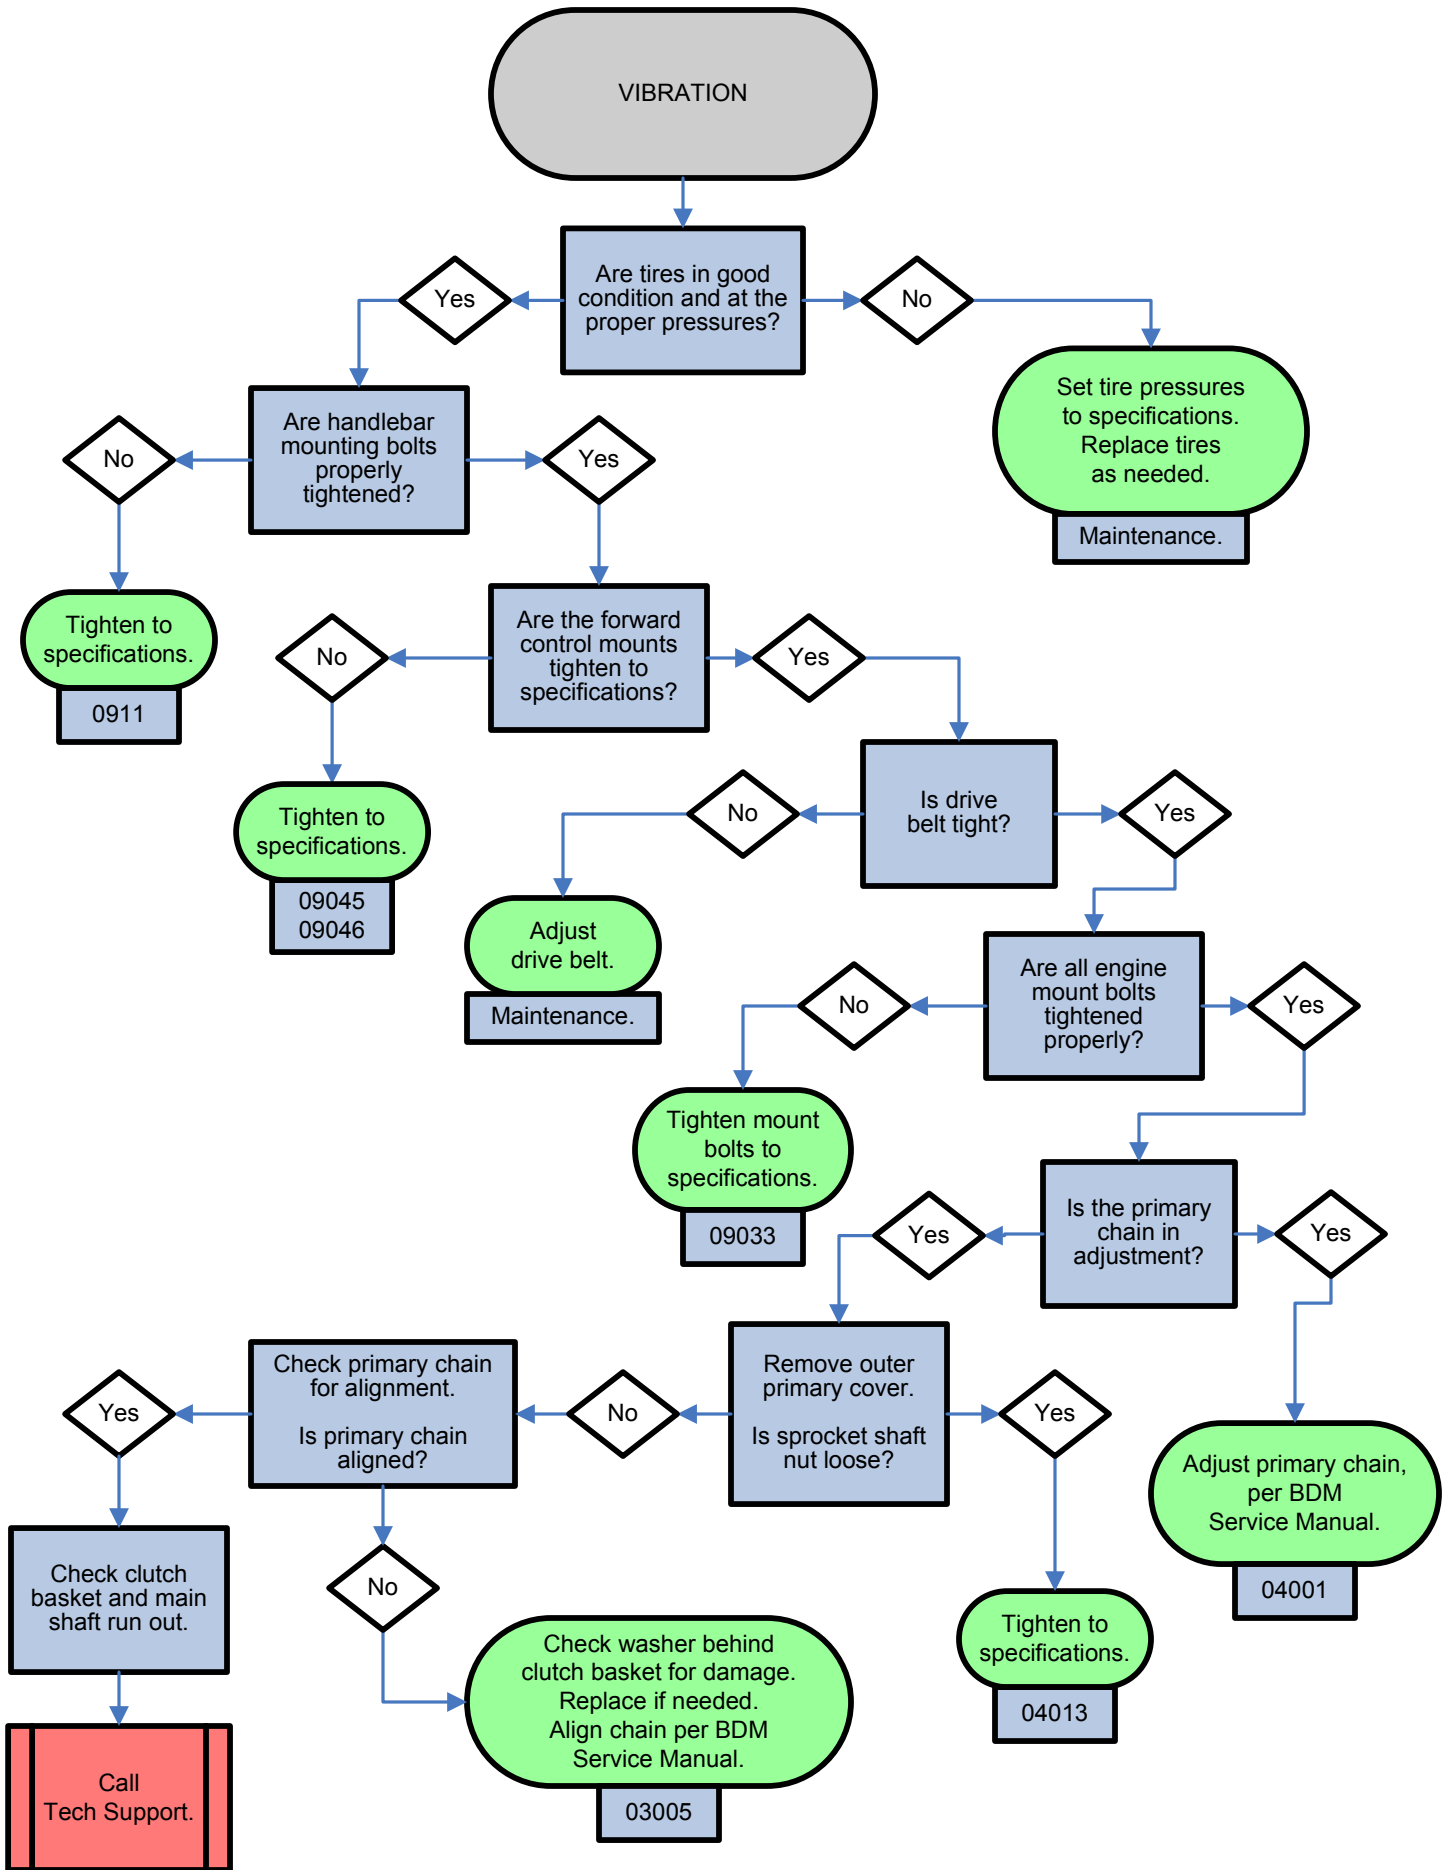 VIBRATION
Are tires in good
condition and at the
proper pressures?
Yes
No
Set tire pressures
to specifications.
Replace tires
as needed.
Maintenance.
Are handlebar
mounting bolts
properly
tightened?
No
Yes
Tighten to
specifications.
0911
Are the forward
control mounts
tighten to
specifications?
No
Yes
Tighten to
specifications.
09045
09046
Is drive
belt tight?
No
Yes
Adjust
drive belt.
Maintenance.
Are all engine
mount bolts
tightened
properly?
No
Yes
Tighten mount
bolts to
specifications.
09033
Is the primary
chain in
adjustment?
Yes
Yes
Adjust primary chain,
per BDM
Service Manual.
04001
Remove outer
primary cover.
Is sprocket shaft
nut loose?
No
Yes
Tighten to
specifications.
04013
Check primary chain
for alignment.
Is primary chain
aligned?
Yes
No
Check washer behind
clutch basket for damage.
Replace if needed.
Align chain per BDM
Service Manual.
03005
Check clutch
basket and main
shaft run out.
Call
Tech Support.